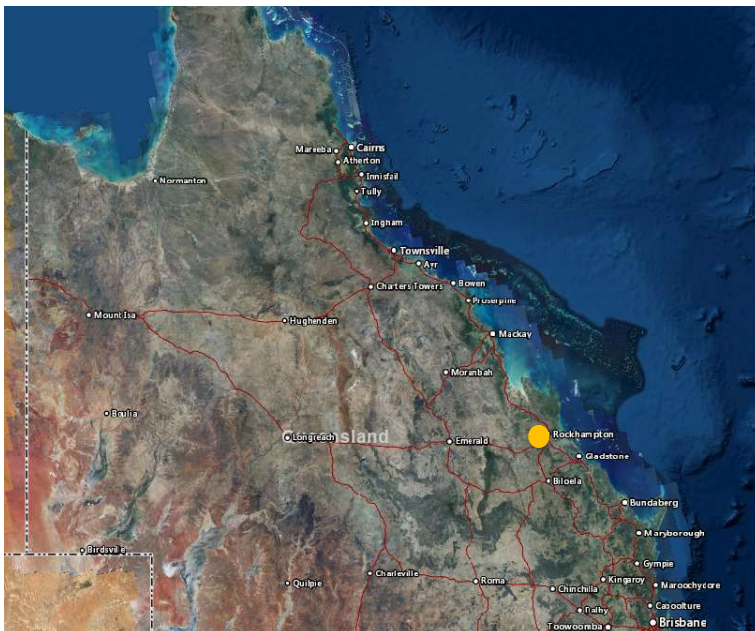 Cairns
Mareeba
Atherton
Innisfail
Normanton
Tully
Ingham
Townsville
Ayr
Charters Towers
Bowen
Proserpine
Mount Isa
Hughenden
Mackay
Moranbah
Boulia
Queensland
Longreach
Emerald
Rockhampton
Gladstone
Biloela
Bundaberg
Maryborough
Birdsville
Gympie
Charleville
Quilpie
Roma
Chinchilla
Kingaroy
Maroochydore
Dalby
Caboolture
Toowoomba
Brisbane